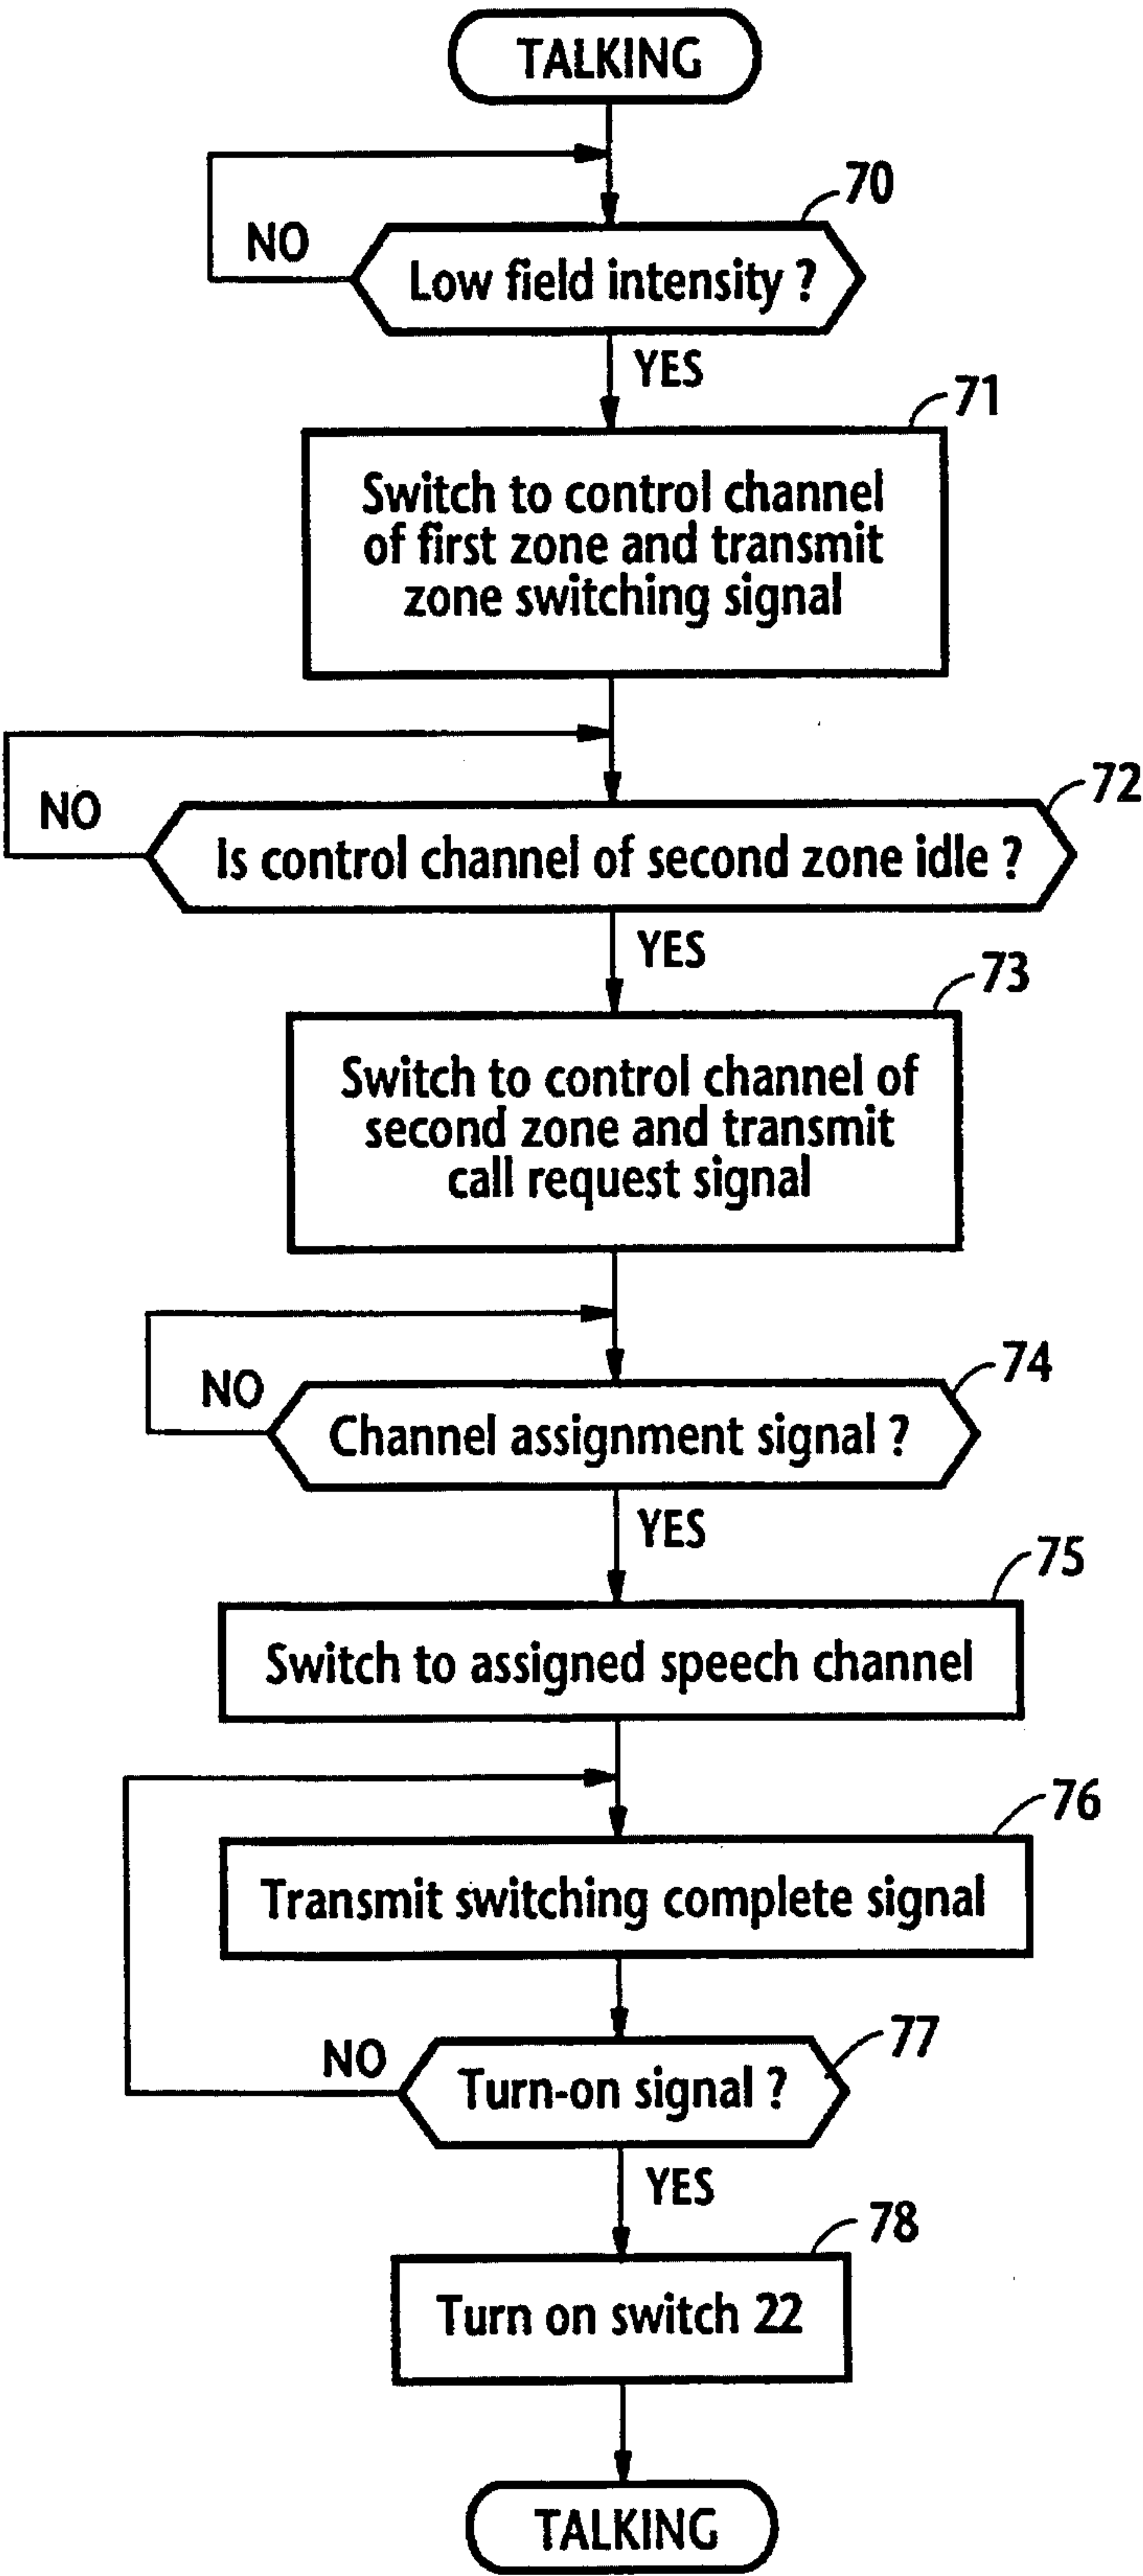 TALKING
70
NO
Low field intensity ?
YES
71
Switch to control channel
of first zone and transmit
zone switching signal
72
NO
Is control channel of second zone idle ?
YES
73
Switch to control channel of
second zone and transmit
call request signal
74
NO
Channel assignment signal ?
YES
75
Switch to assigned speech channel
76
Transmit switching complete signal
77
NO
Turn-on signal ?
YES
78
Turn on switch 22
TALKING